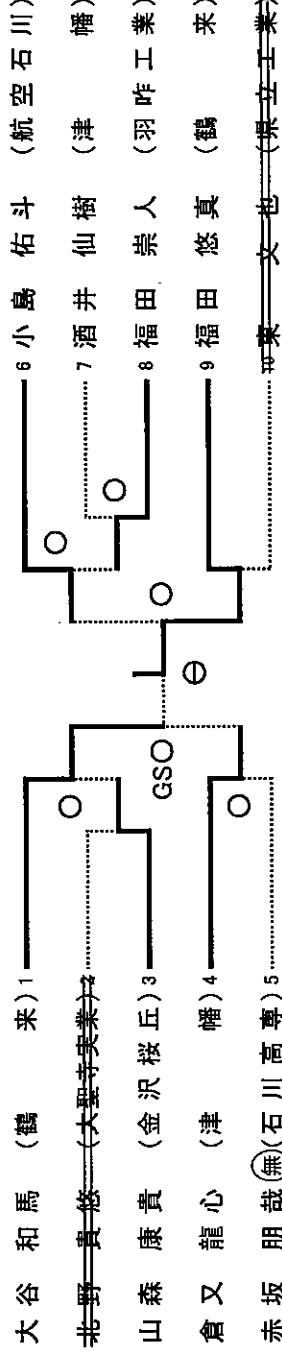 大谷 和馬 (鶴 来) 1
北野 貴悠 (大聖寺実業) 2
山森 康貴 (金沢桜丘) 3
倉又 龍心 (津 幡) 4
赤坂 朋哉 無 (石川高専) 5
GS
6 小島 佑斗 (航空石川)
7 酒井 仙樹 (津 幡)
8 福田 崇人 (羽咋工業)
9 福田 悠真 (鶴 来)
10 東 文也 (県立工業)